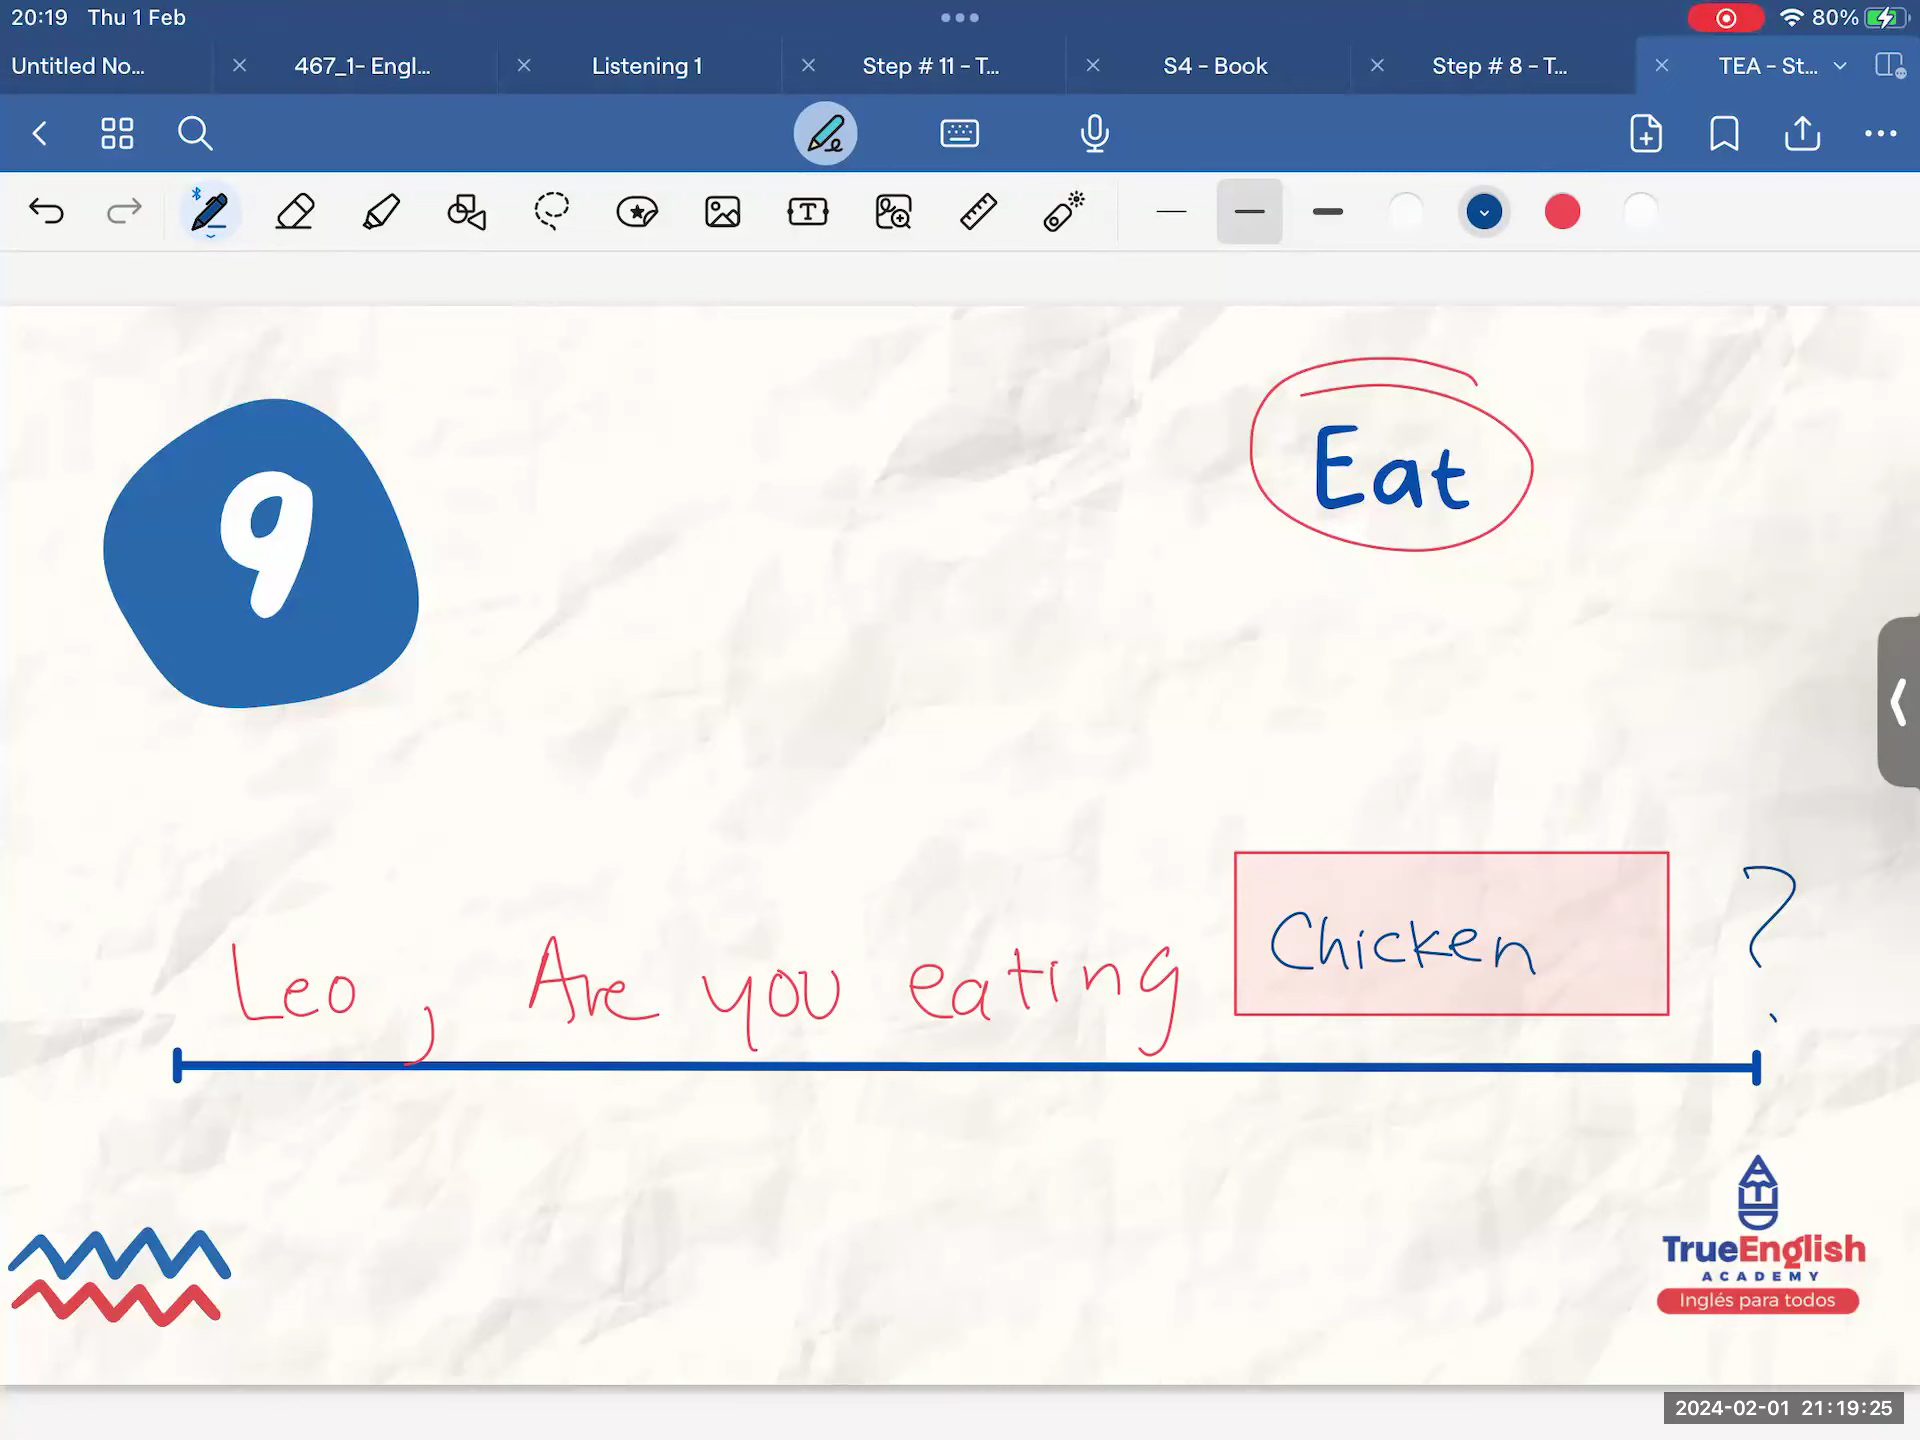 20:19 Thu 1 Feb
80%
Untitled No...
467_1- Engl...
Listening 1
Step # 11 - T...
S4 - Book
Step # 8 - T...
TEA - St...
9
Eat
Leo, Are you eating Chicken ?
TrueEnglish
ACADEMY
Inglés para todos
2024-02-01 21:19:25